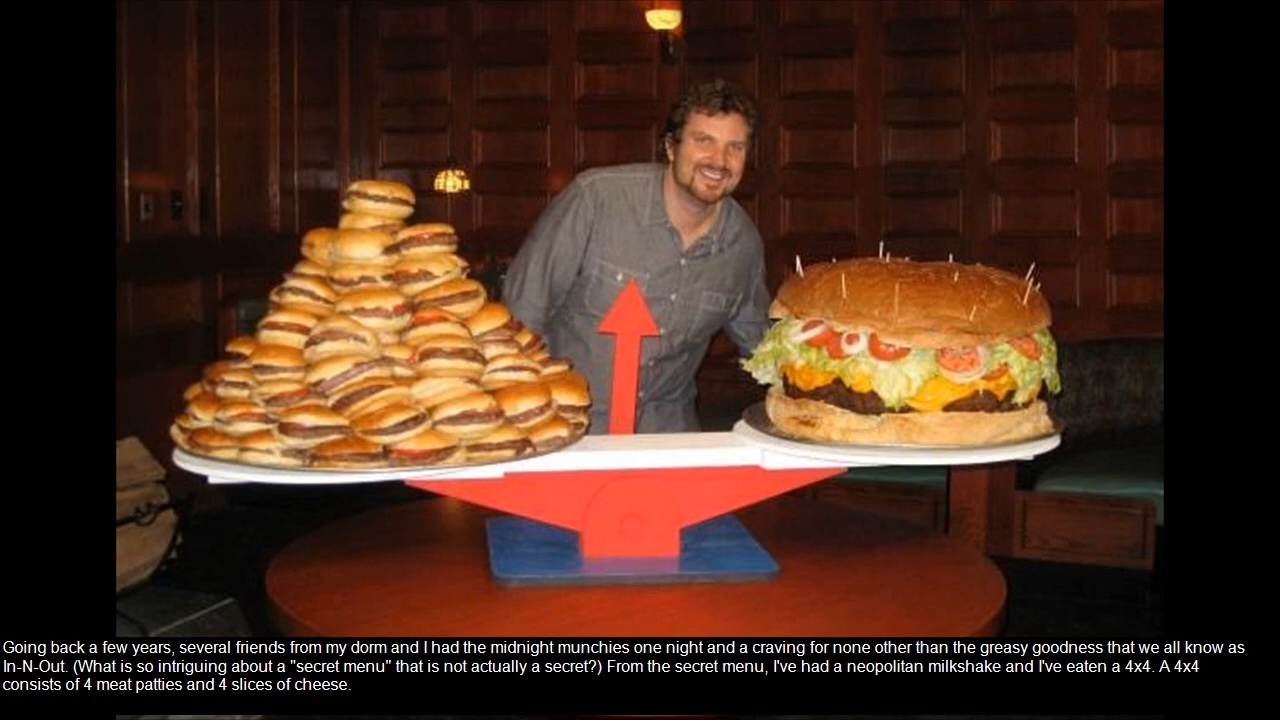 Going back a few years, several friends from my dorm and I had the midnight munchies one night and a craving for none other than the greasy goodness that we all know as
In-N-Out. (What is so intriguing about a "secret menu" that is not actually a secret?) From the secret menu, I've had a neopolitan milkshake and I've eaten a 4x4. A 4x4
consists of 4 meat patties and 4 slices of cheese.